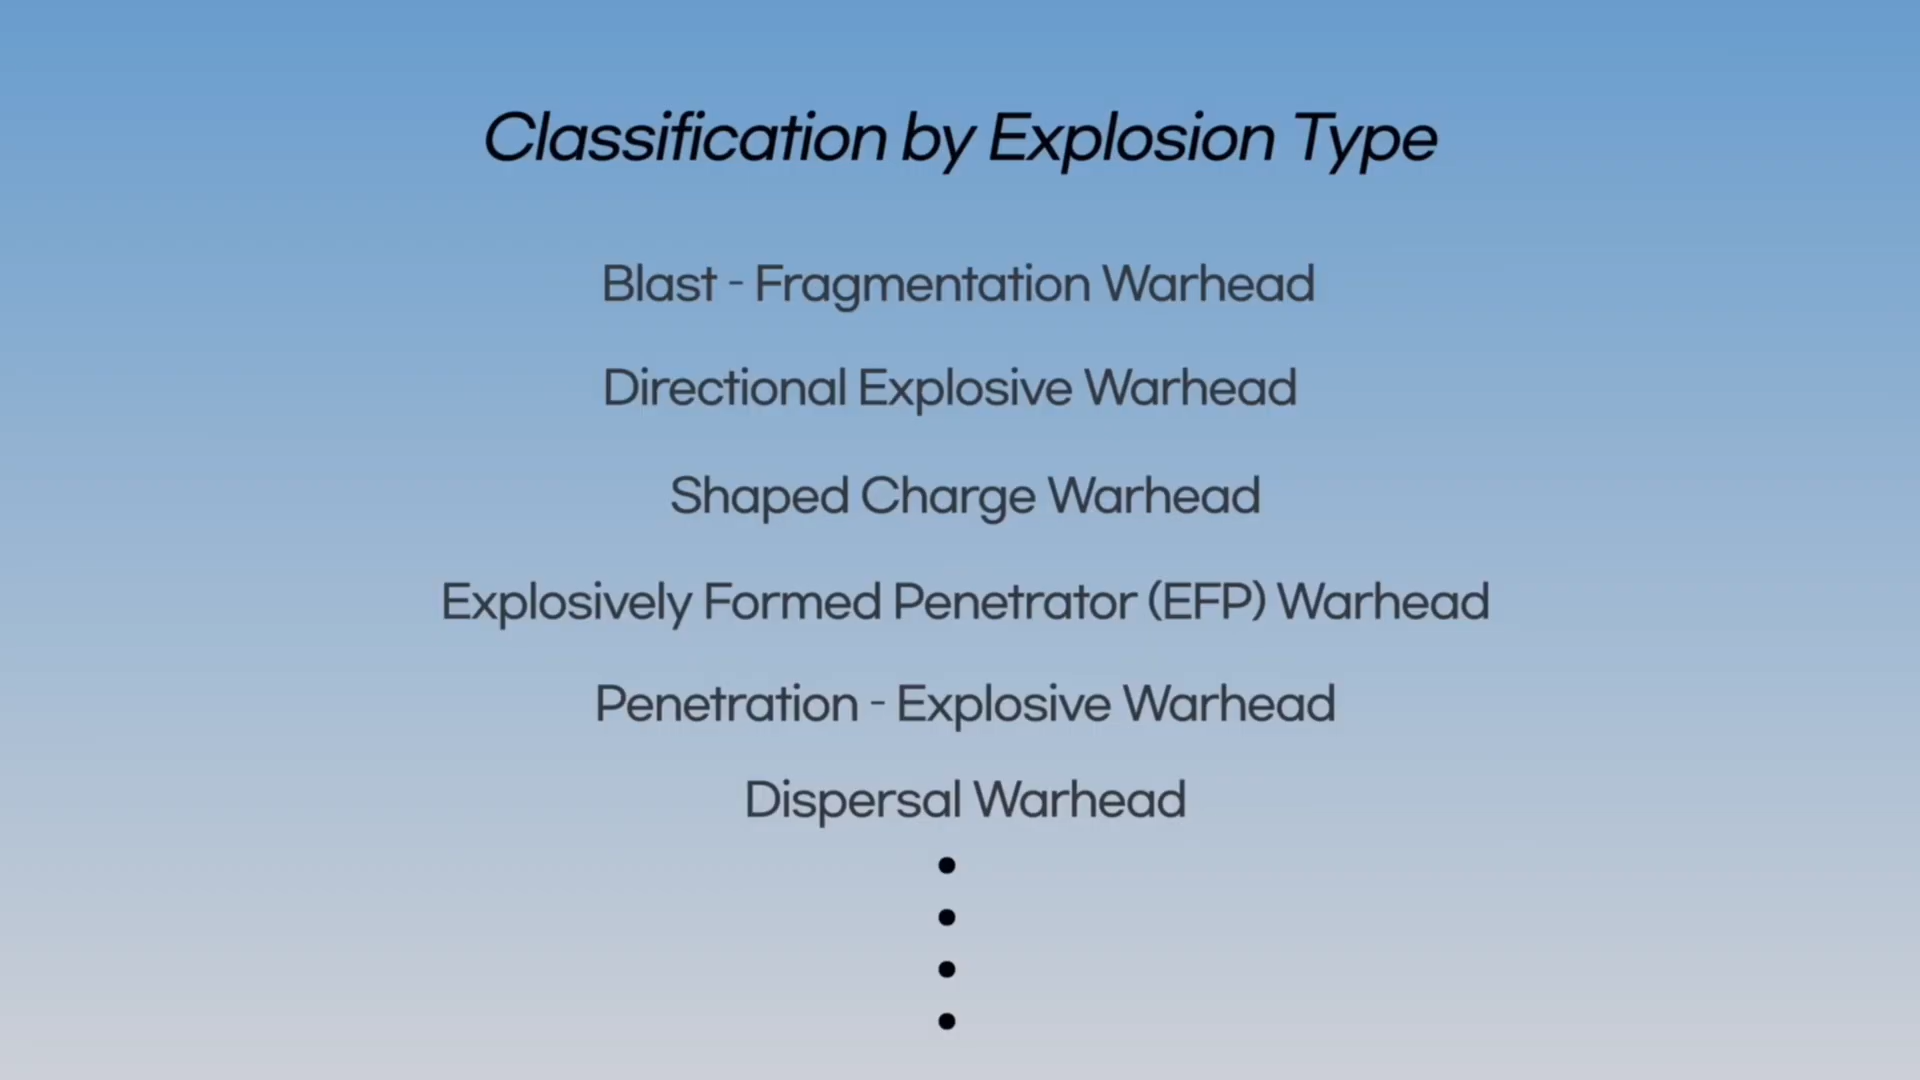 Classification by Explosion Type
Blast - Fragmentation Warhead
Directional Explosive Warhead
Shaped Charge Warhead
Explosively Formed Penetrator (EFP) Warhead
Penetration - Explosive Warhead
Dispersal Warhead